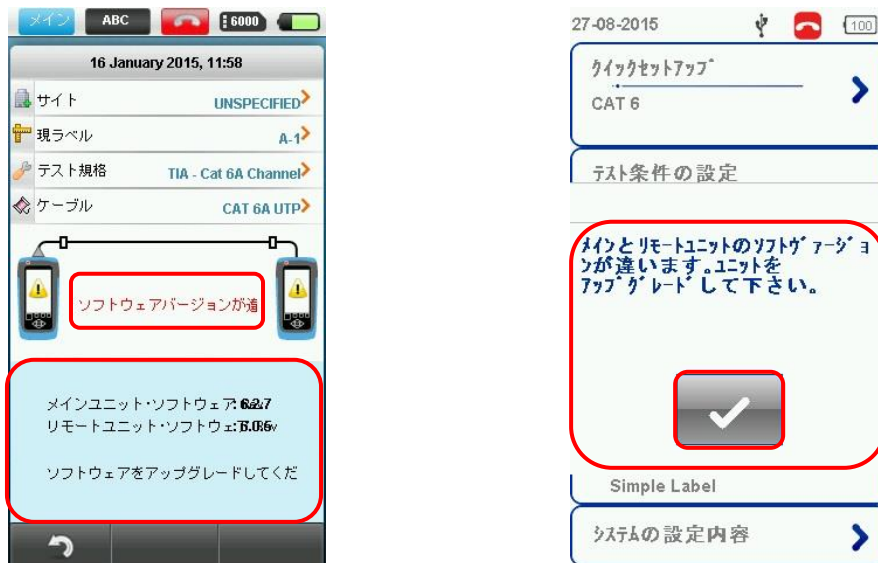 メイン ABC 6000
16 January 2015, 11:58
サイト UNSPECIFIED
現ラベル A-1
テスト規格 TIA - Cat 6A Channel
ケーブル CAT 6A UTP
ソフトウェアバージョンが違
メインユニット・ソフトウェア:
リモートユニット・ソフトウェ:
ソフトウェアをアップグレードしてくだ
27-08-2015 100
ｸｲｯｸｾｯﾄｱｯﾌﾟ
CAT 6
ﾃｽﾄ条件の設定
ﾒｲﾝとﾘﾓｰﾄﾕﾆｯﾄのｿﾌﾄｳﾞｧｰｼﾞｮ
ﾝが違います。ﾕﾆｯﾄを
ｱｯﾌﾟｸﾞﾚｰﾄﾞして下さい。
Simple Label
ｼｽﾃﾑの設定内容